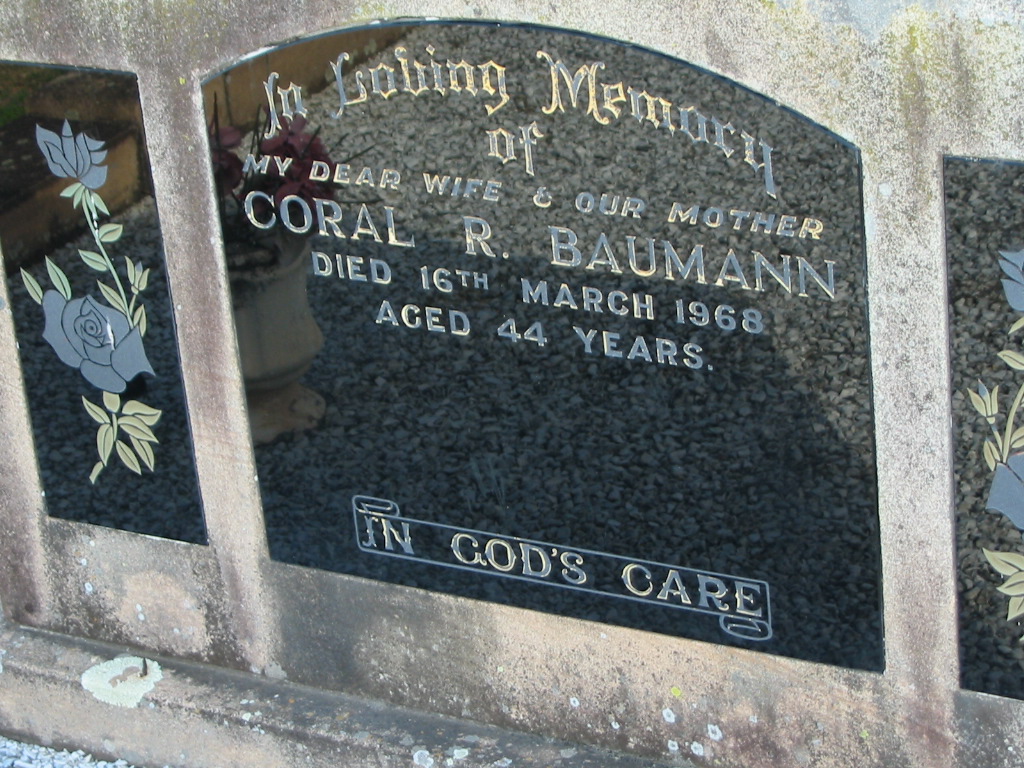 In Loving Memory
of
MY DEAR WIFE & OUR MOTHER
CORAL R. BAUMANN
DIED 16TH MARCH 1968
AGED 44 YEARS.
IN GOD'S CARE